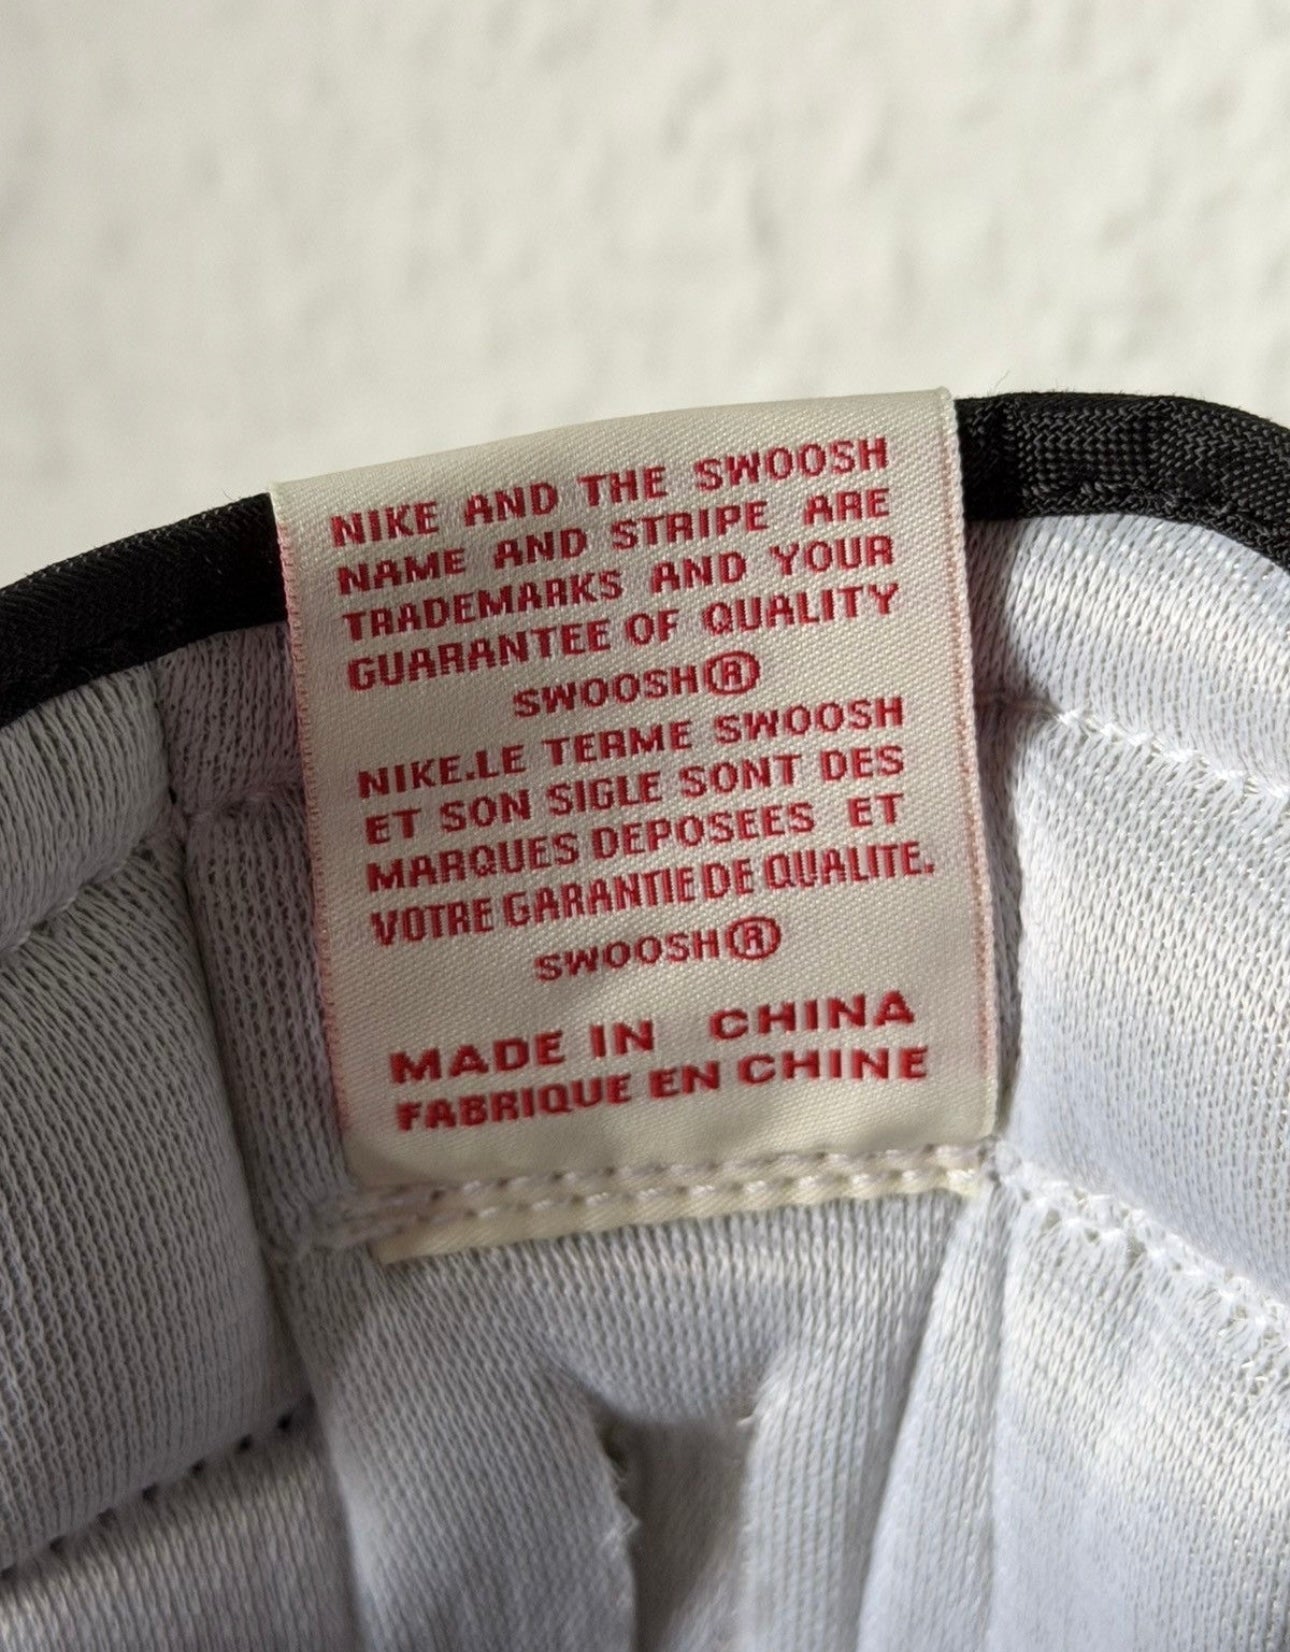 NIKE AND THE SWOOSH
NAME AND STRIPE ARE
TRADEMARKS AND YOUR
GUARANTEE OF QUALITY
SWOOSH®
NIKE.LE TERME SWOOSH
ET SON SIGLE SONT DES
MARQUES DEPOSEES ET
VOTRE GARANTIE DE QUALITE.
SWOOSH®
MADE IN CHINA
FABRIQUE EN CHINE